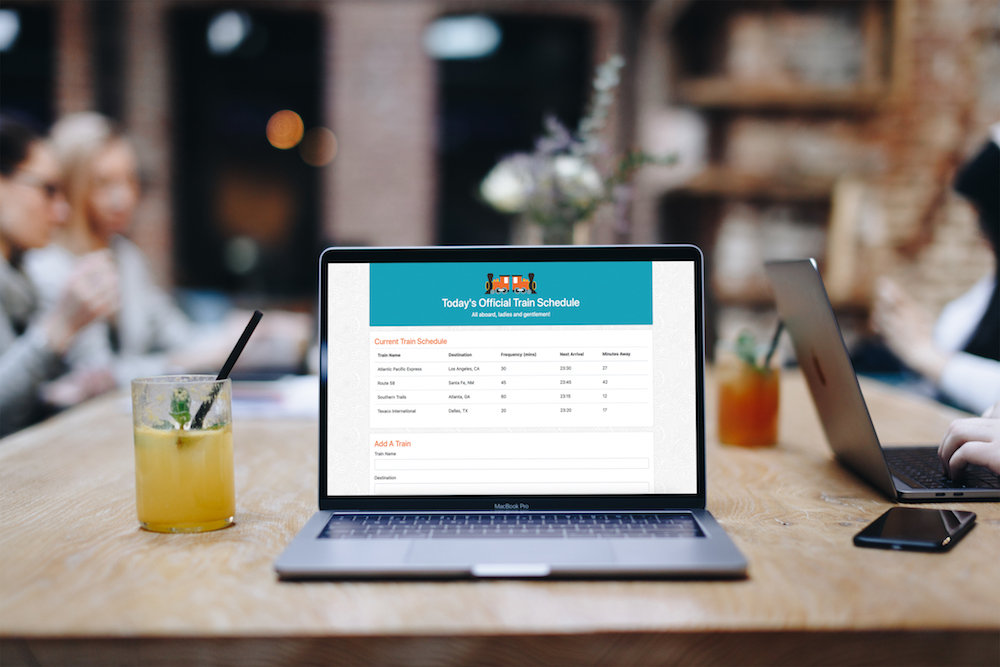 Today's Official Train Schedule
All aboard, ladies and gentlemen!
Current Train Schedule
Train Name Destination Frequency (mins) Next Arrival Minutes Away
Atlantic Pacific Express Los Angeles, CA 30 23:30 27
Route 58 Santa Fe, NM 45 23:45 42
Southern Trails Atlanta, GA 60 23:15 12
Texaco International Dallas, TX 20 23:20 17
Add A Train
Train Name
Destination
MacBook Pro